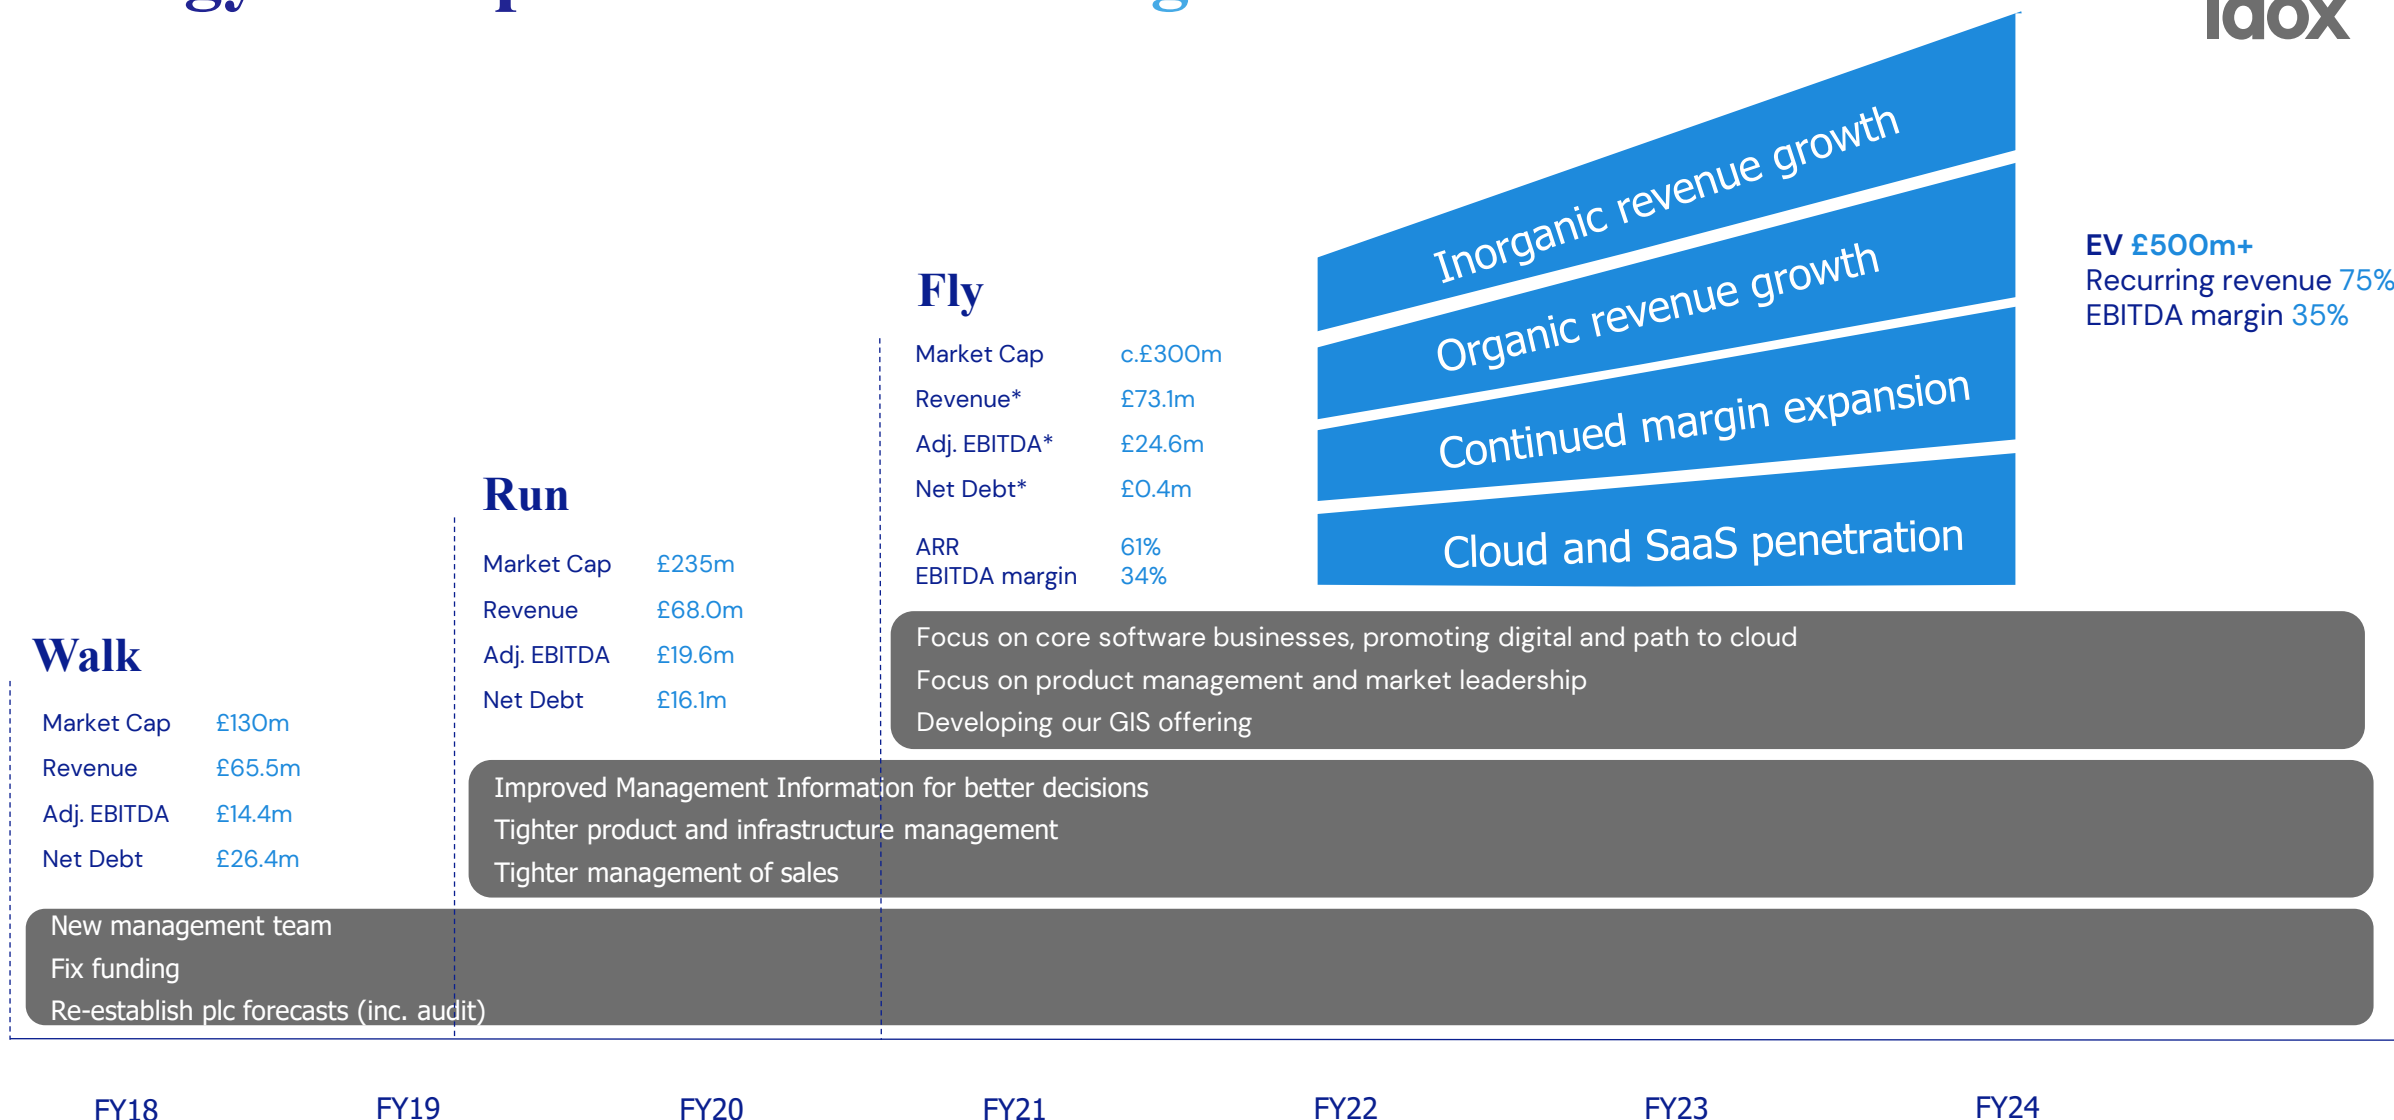 idox
Inorganic revenue growth
Organic revenue growth
Continued margin expansion
Cloud and SaaS penetration
EV £500m+
Recurring revenue 75%
EBITDA margin 35%
Fly
Market Cap c.£300m
Revenue* £73.1m
Adj. EBITDA* £24.6m
Net Debt* £0.4m
ARR 61%
EBITDA margin 34%
Focus on core software businesses, promoting digital and path to cloud
Focus on product management and market leadership
Developing our GIS offering
Run
Market Cap £235m
Revenue £68.0m
Adj. EBITDA £19.6m
Net Debt £16.1m
Improved Management Information for better decisions
Tighter product and infrastructure management
Tighter management of sales
Walk
Market Cap £130m
Revenue £65.5m
Adj. EBITDA £14.4m
Net Debt £26.4m
New management team
Fix funding
Re-establish plc forecasts (inc. audit)
FY18 FY19 FY20 FY21 FY22 FY23 FY24